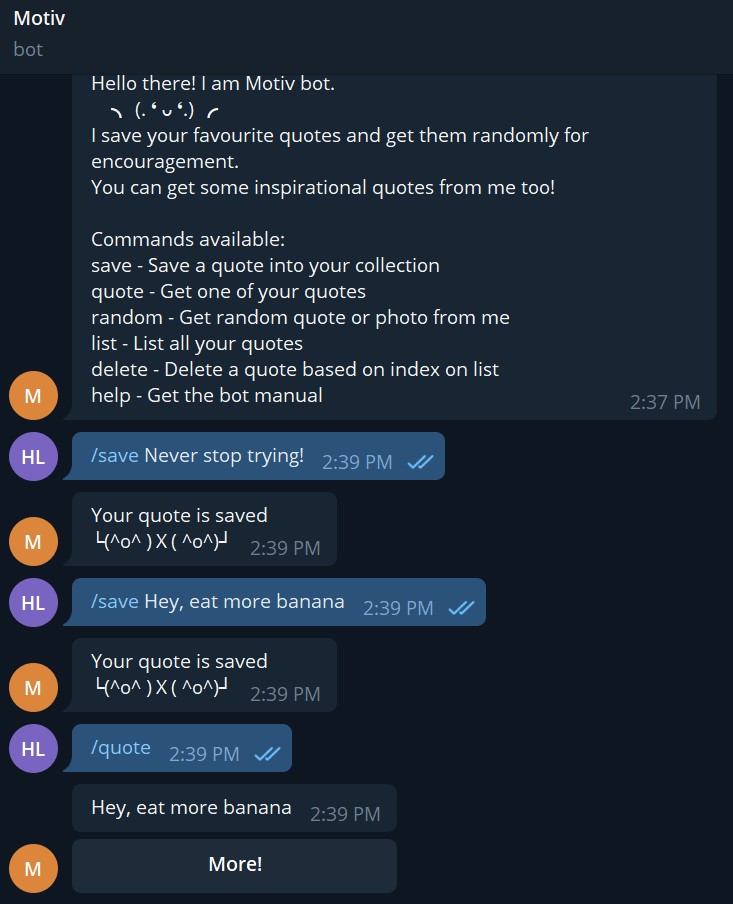 Motiv
bot
Hello there! I am Motiv bot.
ヽ (. ❛ ᴗ ❛.) ノ
I save your favourite quotes and get them randomly for
encouragement.
You can get some inspirational quotes from me too!
Commands available:
save - Save a quote into your collection
quote - Get one of your quotes
random - Get random quote or photo from me
list - List all your quotes
delete - Delete a quote based on index on list
help - Get the bot manual
2:37 PM
M
HL
/save Never stop trying! 2:39 PM
Your quote is saved
┗(^o^ ) X ( ^o^)┛ 2:39 PM
M
HL
/save Hey, eat more banana 2:39 PM
Your quote is saved
┗(^o^ ) X ( ^o^)┛ 2:39 PM
M
HL
/quote 2:39 PM
Hey, eat more banana 2:39 PM
M
More!